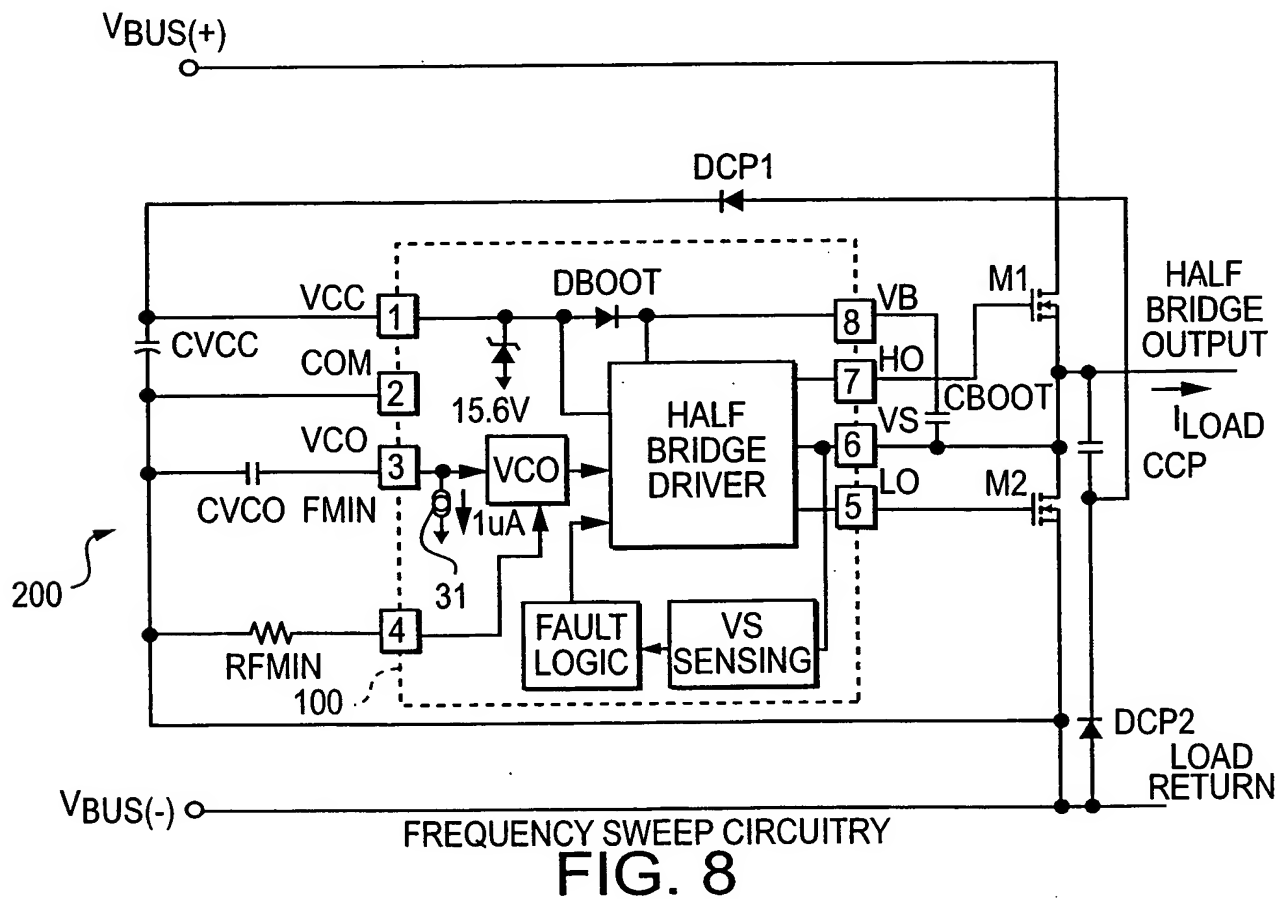 VBUS(+)
DCP1
DBOOT
VCC
1
CVCC
COM
2
15.6V
VCO
3
CVCO
FMIN
1uA
31
VCO
HALF
BRIDGE
DRIVER
8
VB
7
HO
6
VS
5
LO
CBOOT
M1
M2
HALF
BRIDGE
OUTPUT
ILOAD
CCP
200
4
RFMIN
100
FAULT
LOGIC
VS
SENSING
DCP2
LOAD
RETURN
VBUS(-)
FREQUENCY SWEEP CIRCUITRY
FIG. 8